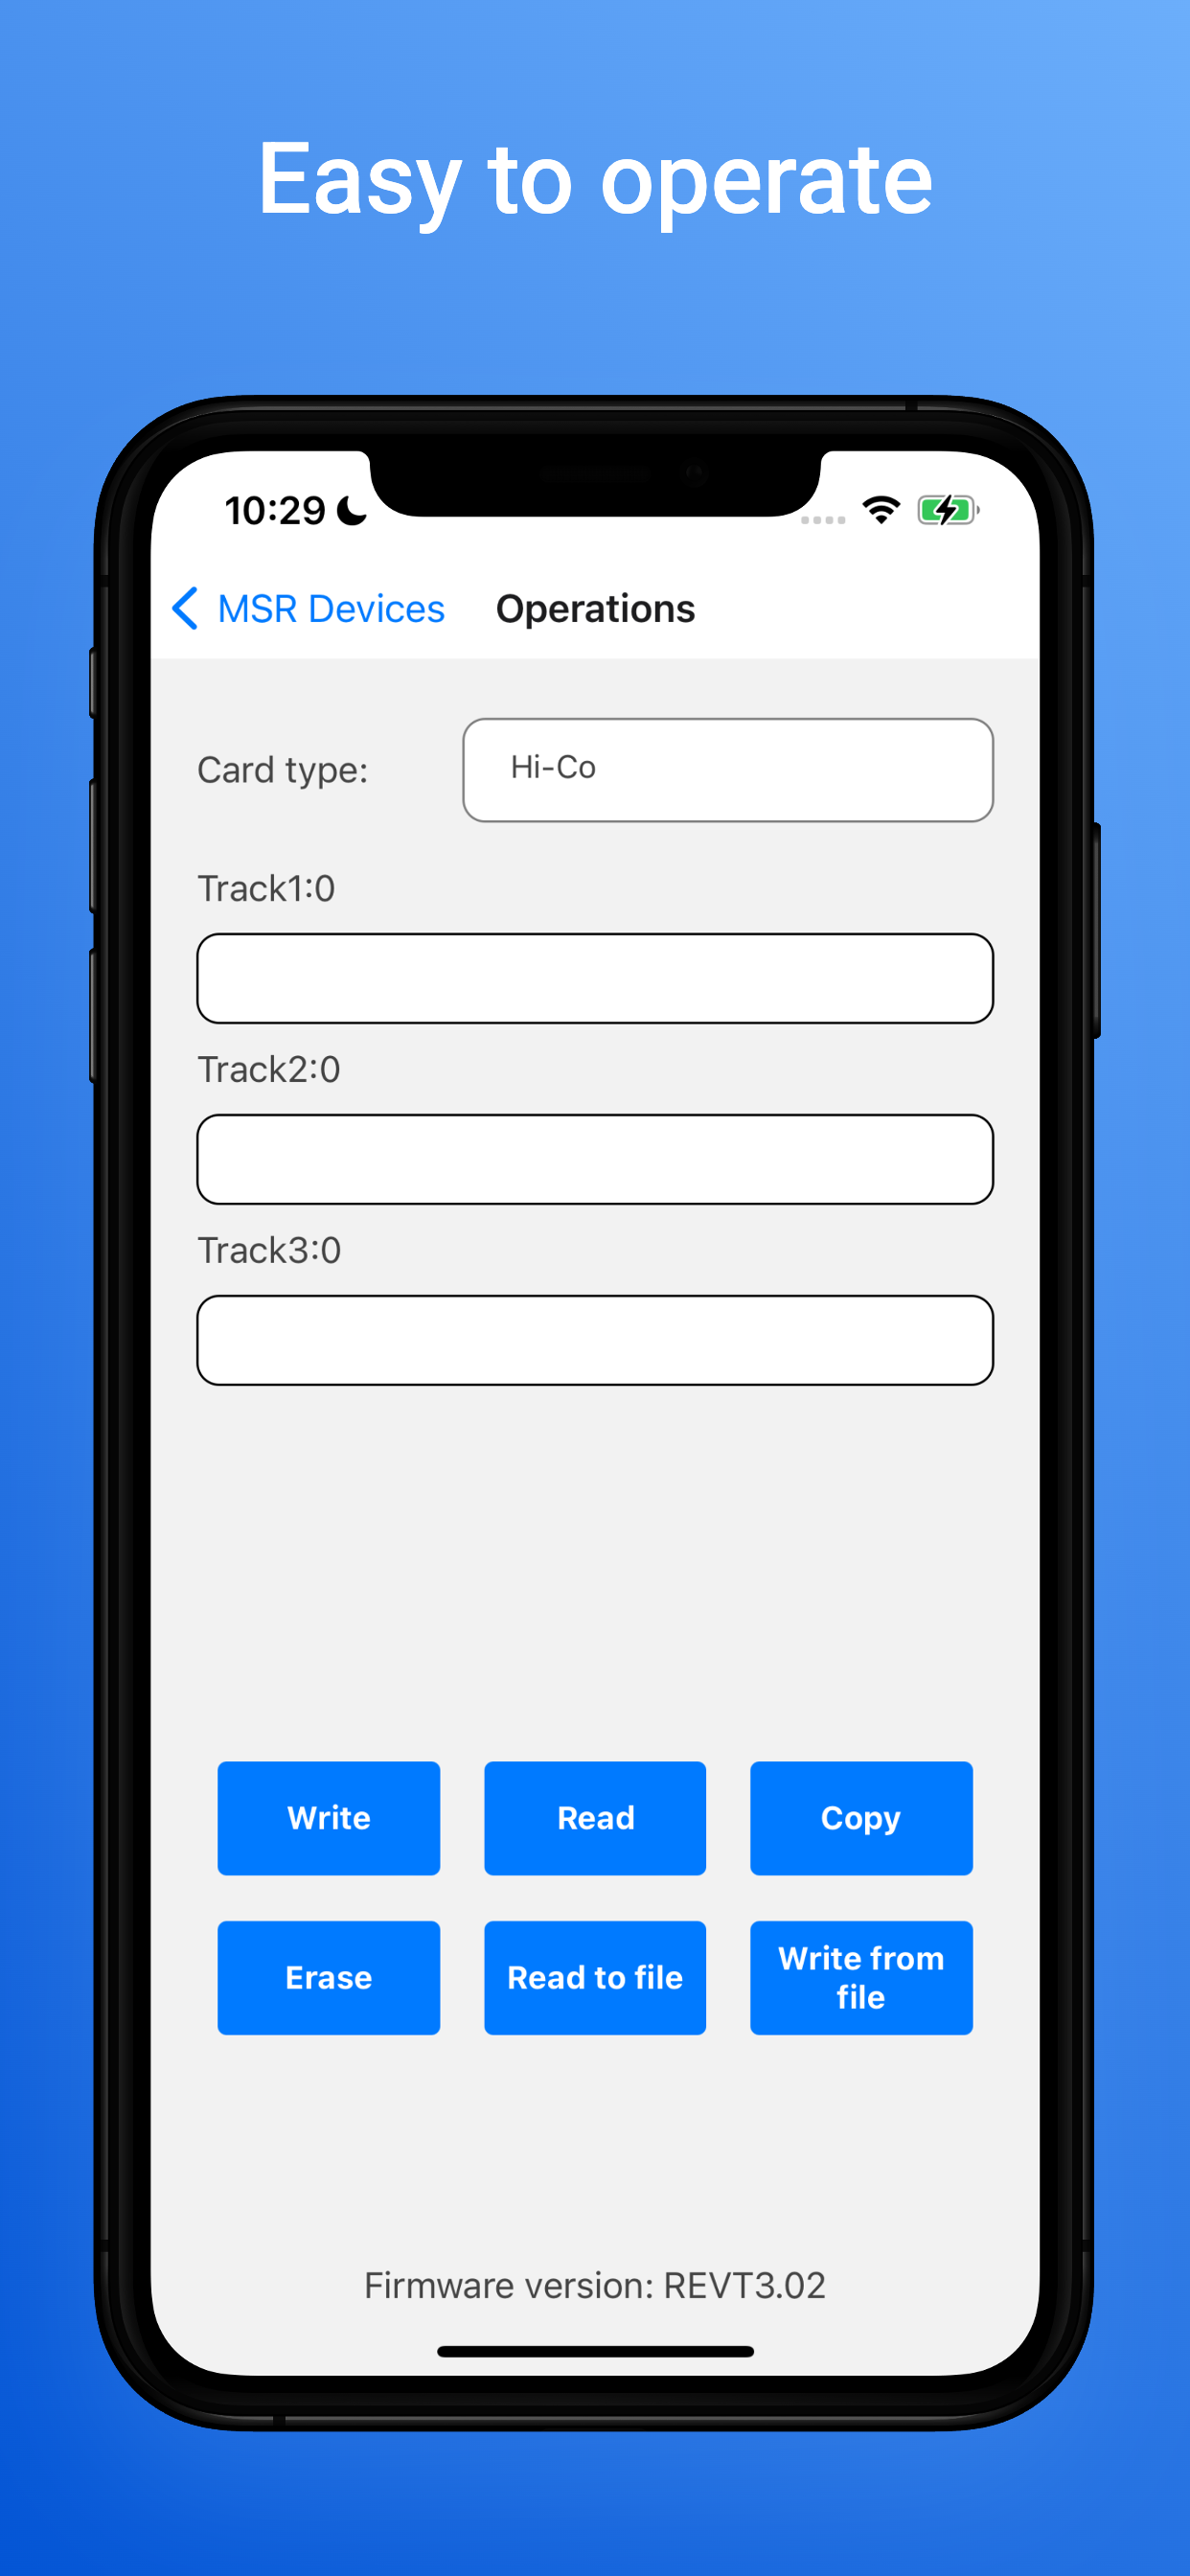 Easy to operate
10:29
MSR Devices Operations
Card type: Hi-Co
Track1:0
Track2:0
Track3:0
Write Read Copy
Erase Read to file Write from
file
Firmware version: REVT3.02